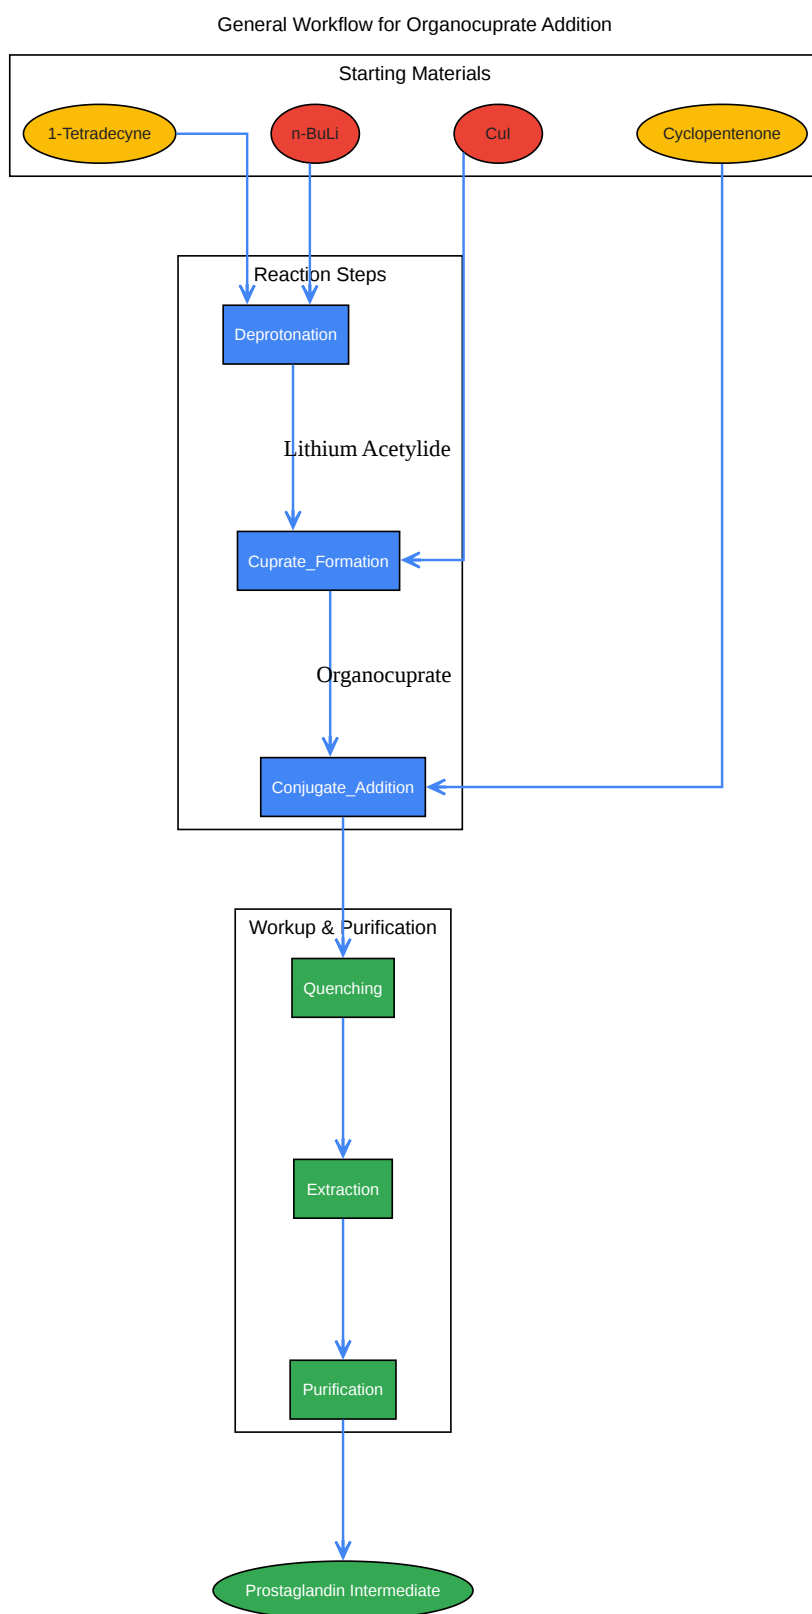 General Workflow for Organocuprate Addition
Starting Materials
1-Tetradecyne
n-BuLi
CuI
Cyclopentenone
Reaction Steps
Deprotonation
Lithium Acetylide
Cuprate_Formation
Organocuprate
Conjugate_Addition
Workup & Purification
Quenching
Extraction
Purification
Prostaglandin Intermediate